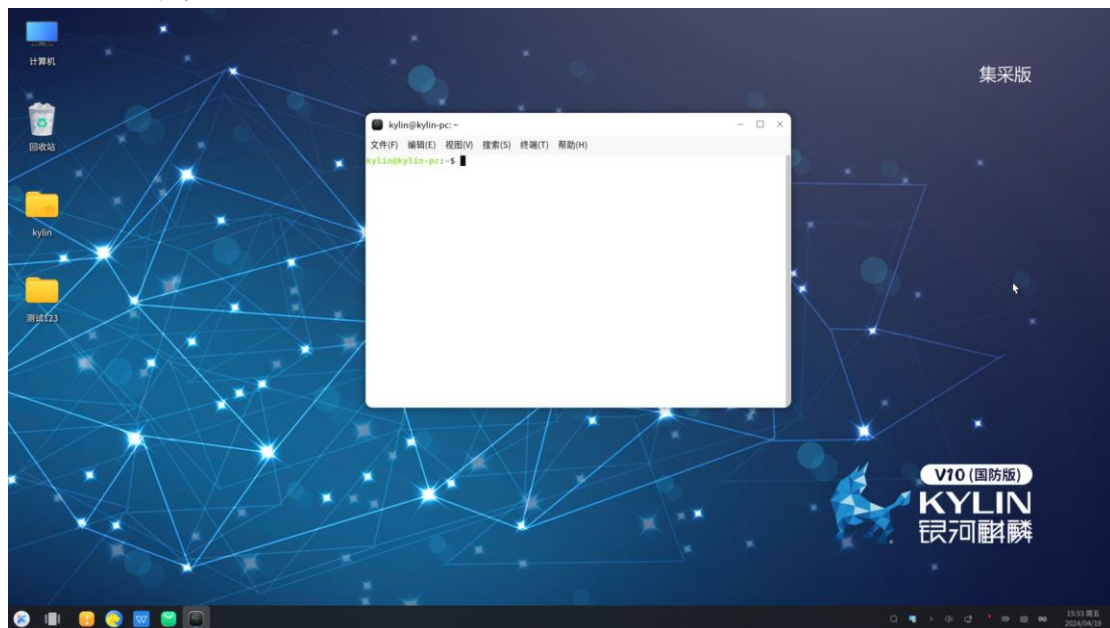 计算机
回收站
kylin
测试123
集采版
kylin@kylin-pc: ~
文件(F) 编辑(E) 视图(V) 搜索(S) 终端(T) 帮助(H)
kylin@kylin-pc:~$
V10 (国防版)
KYLIN
银河麒麟
15:53 周五
2024/04/19